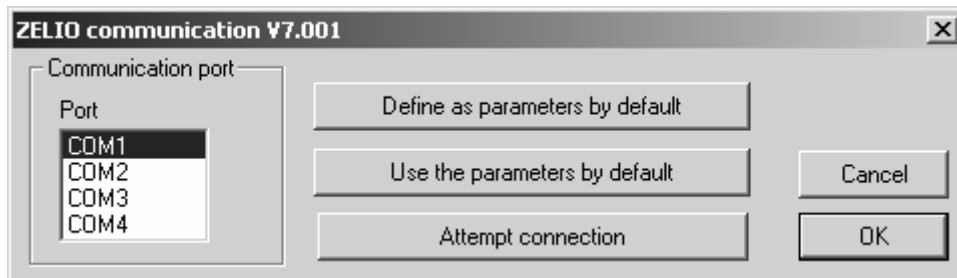 ZELIO communication V7.001
Communication port
Port
COM1
COM2
COM3
COM4
Define as parameters by default
Use the parameters by default
Attempt connection
Cancel
OK